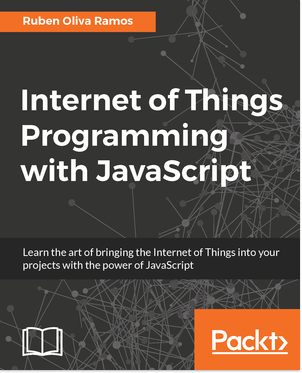 Ruben Oliva Ramos
Internet of Things
Programming
with JavaScript
Learn the art of bringing the Internet of Things into your
projects with the power of JavaScript
Packt>